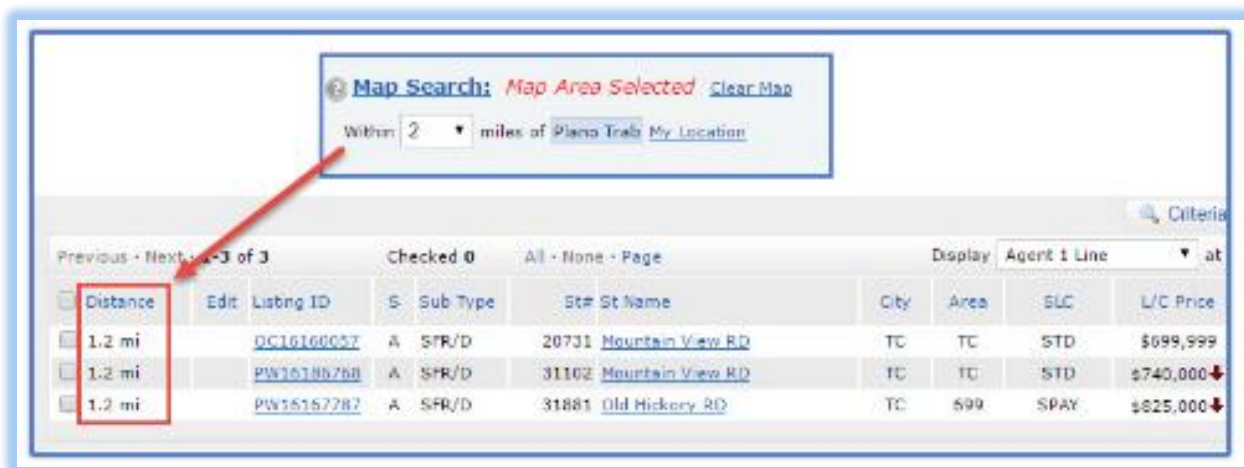 Map Search: Map Area Selected Clear Map
Within 2 miles of Plano Trab My Location
Criteria
Previous · Next · 1-3 of 3 Checked 0 All · None · Page Display Agent 1 Line at
Distance Edit Listing ID S Sub Type St# St Name City Area SLC L/C Price
1.2 mi OC16160057 A SFR/D 20731 Mountain View RD TC TC STD $699,999
1.2 mi PW16186768 A SFR/D 31102 Mountain View RD TC TC STD $740,000
1.2 mi PW16167787 A SFR/D 31881 Old Hickory RD TC 699 SPAY $825,000